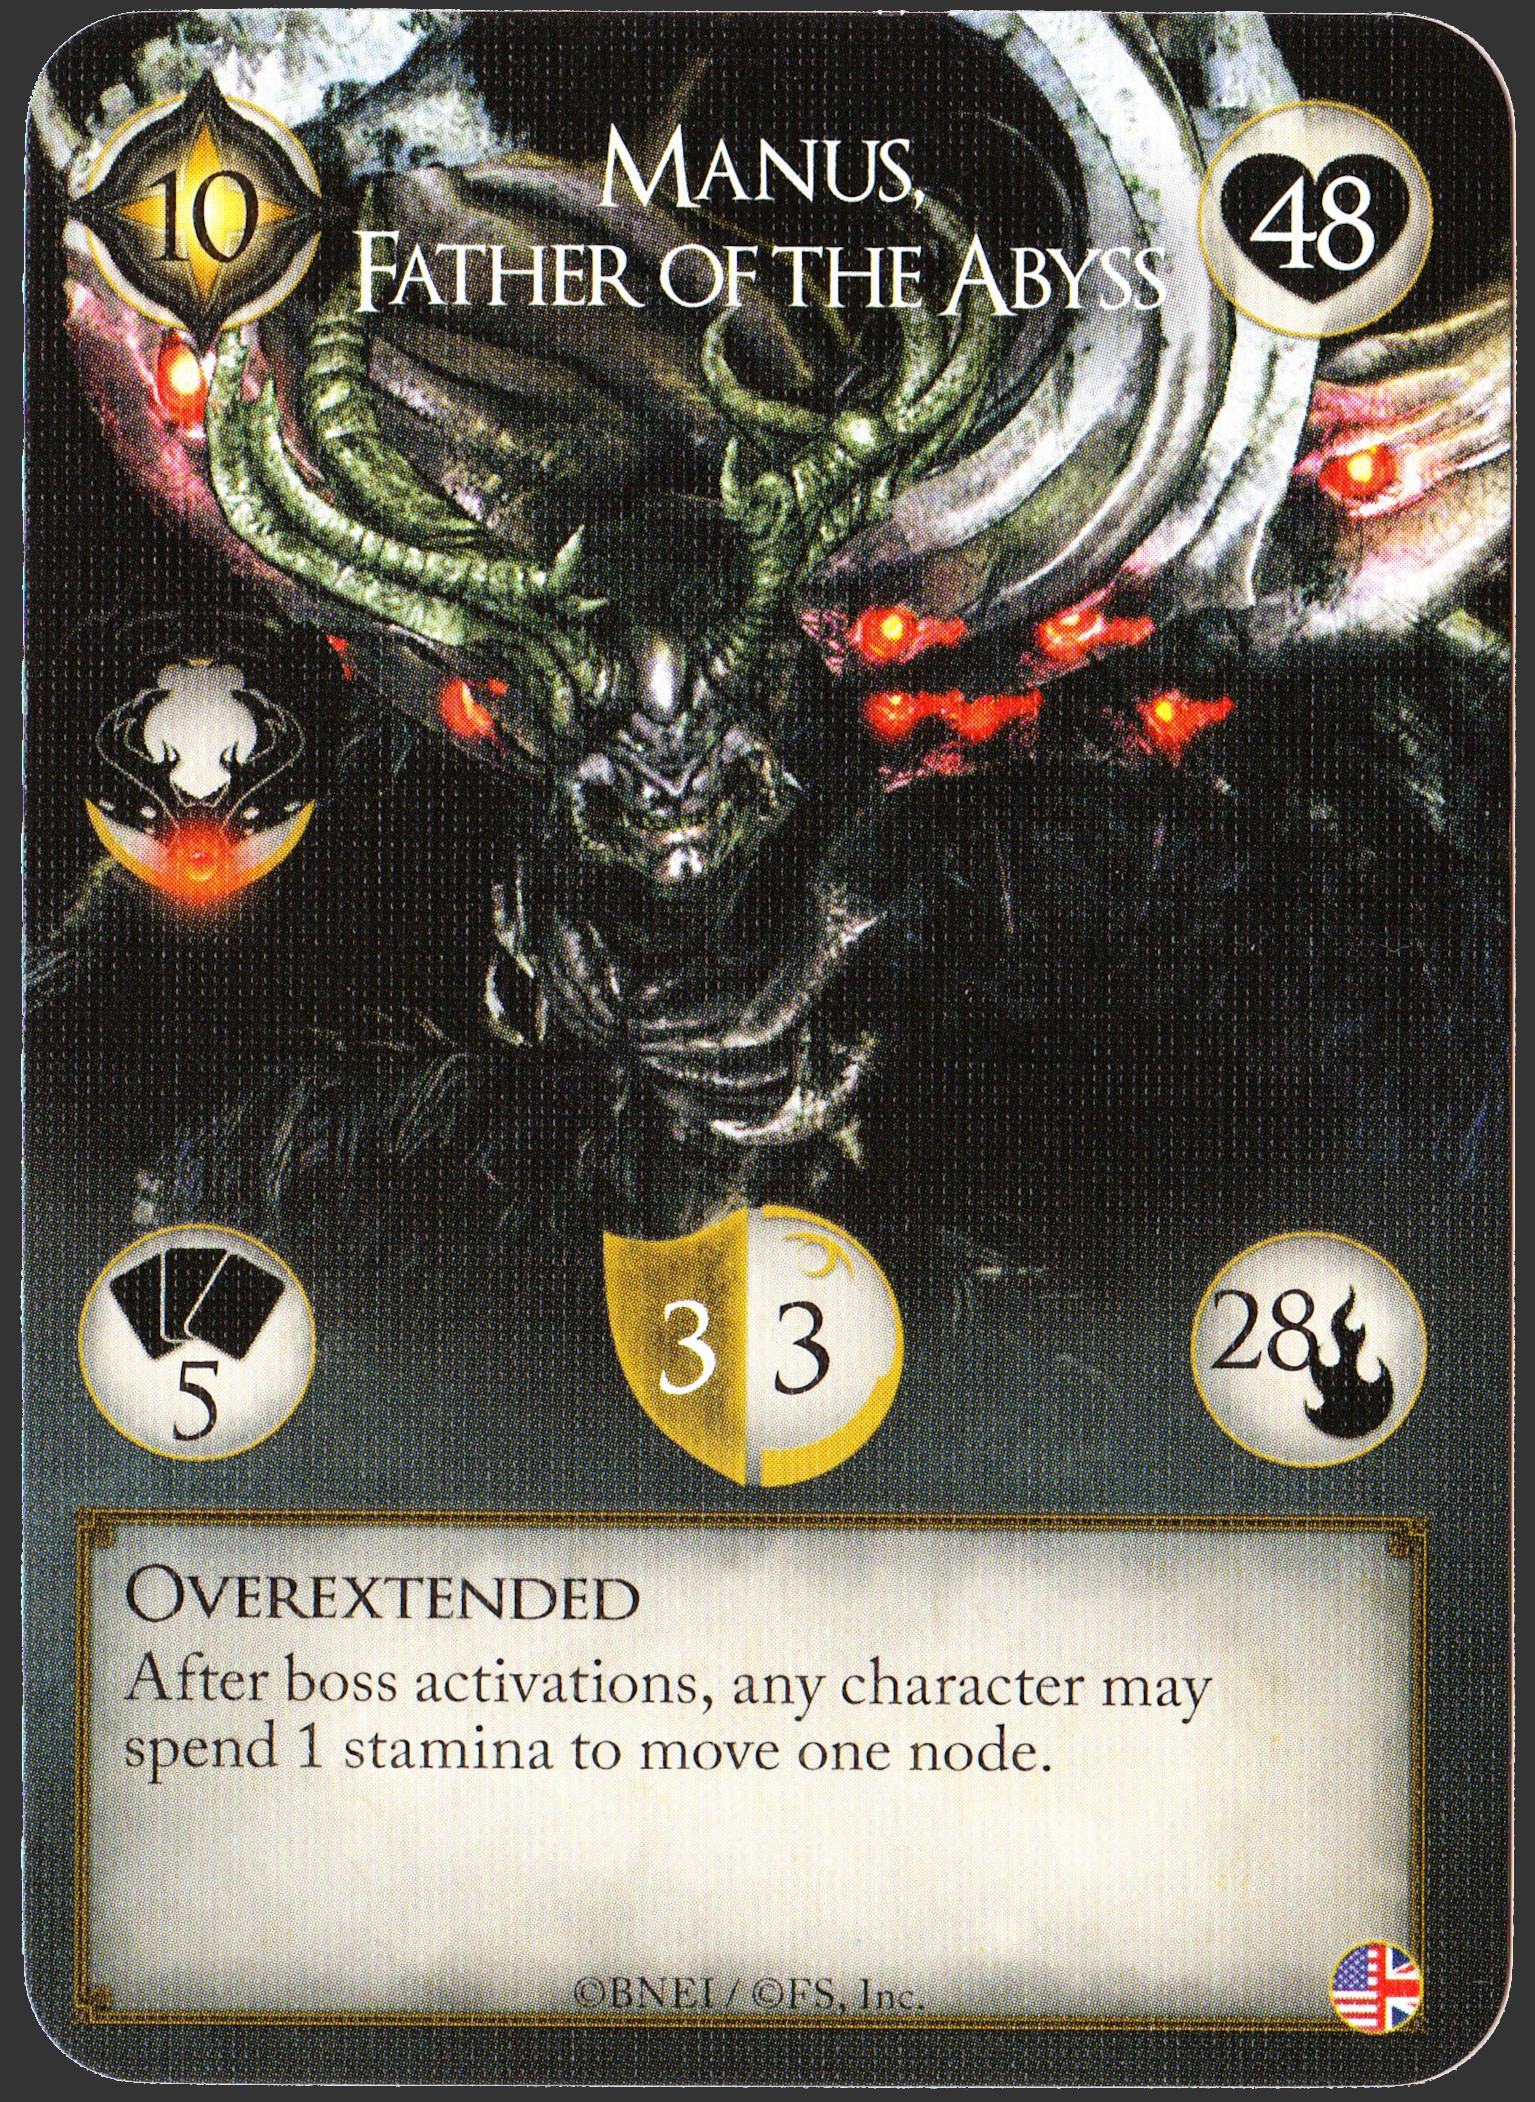 10
MANUS,
FATHER OF THE ABYSS
48
5
3 3
28
OVEREXTENDED
After boss activations, any character may
spend 1 stamina to move one node.
©BNEI / ©FS, Inc.